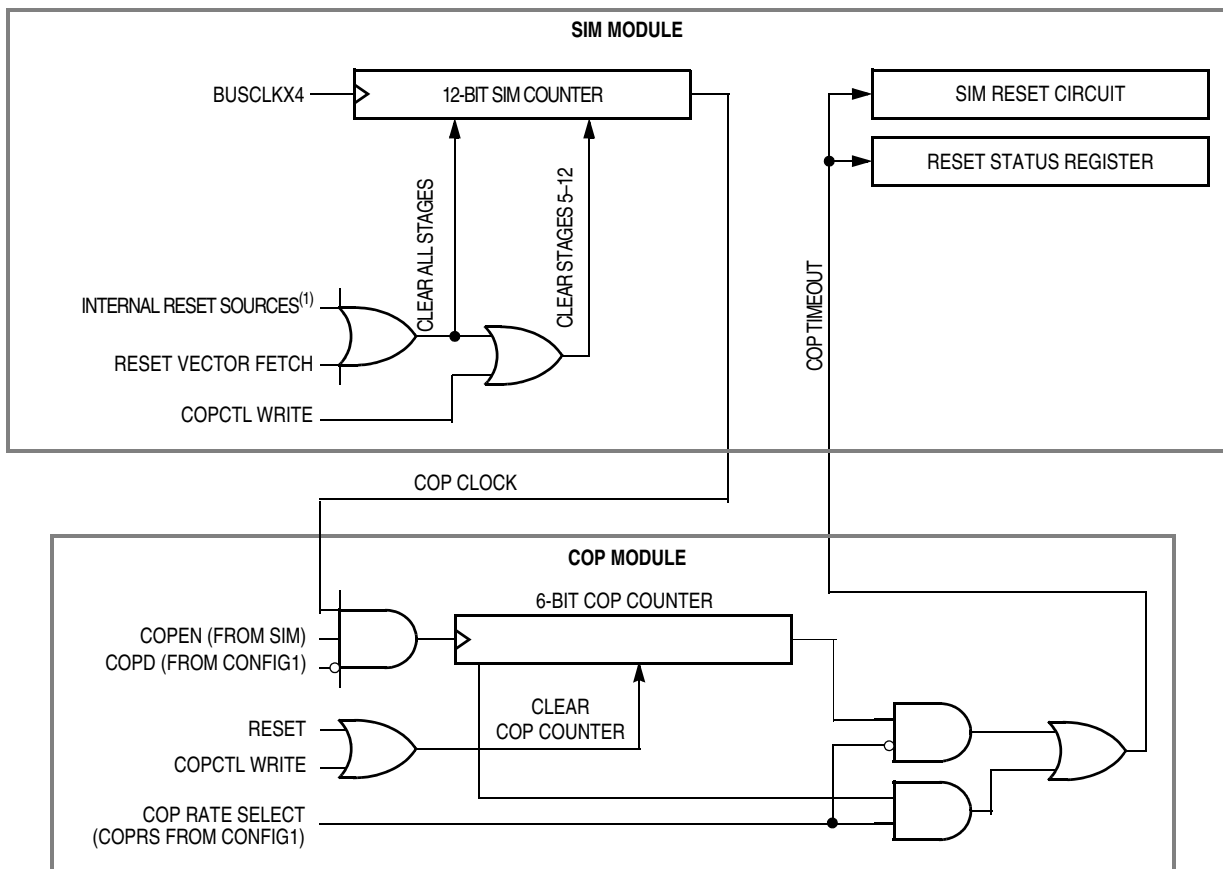 SIM MODULE
BUSCLKX4
12-BIT SIM COUNTER
SIM RESET CIRCUIT
RESET STATUS REGISTER
CLEAR ALL STAGES
CLEAR STAGES 5–12
COP TIMEOUT
INTERNAL RESET SOURCES(1)
RESET VECTOR FETCH
COPCTL WRITE
COP CLOCK
COP MODULE
6-BIT COP COUNTER
COPEN (FROM SIM)
COPD (FROM CONFIG1)
CLEAR
COP COUNTER
RESET
COPCTL WRITE
COP RATE SELECT
(COPRS FROM CONFIG1)